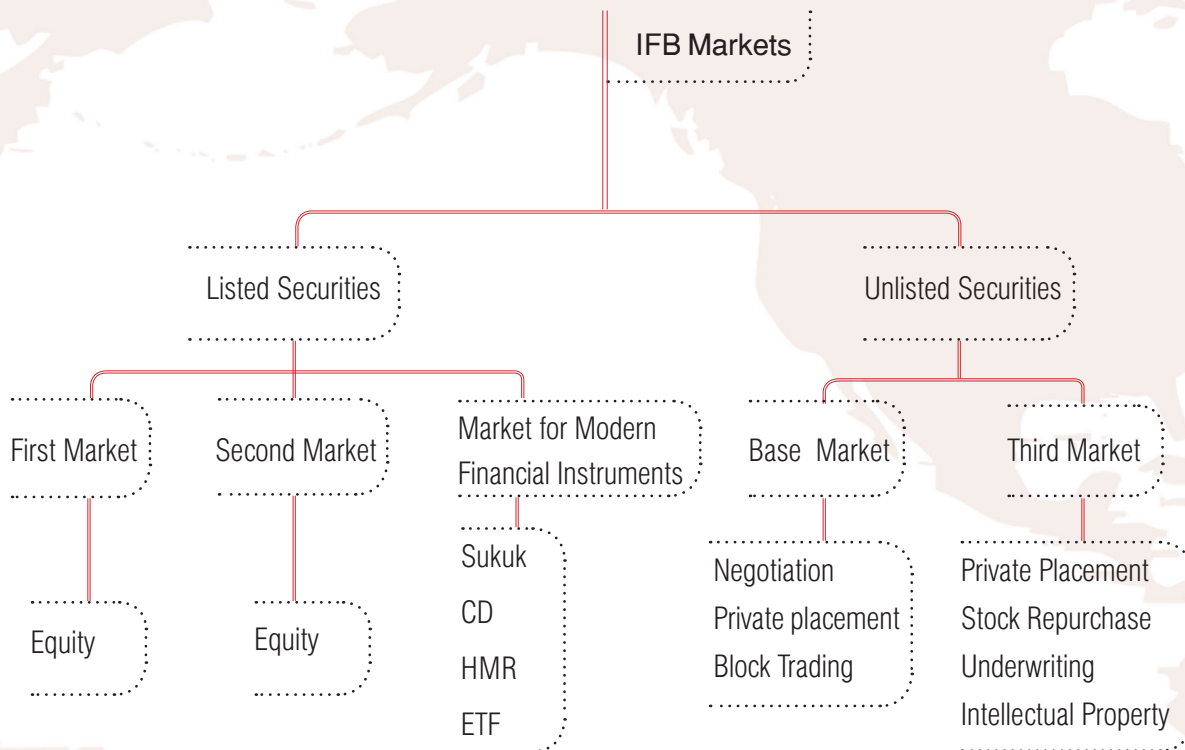 IFB Markets
Listed Securities
Unlisted Securities
First Market
Second Market
Market for Modern
Financial Instruments
Base Market
Third Market
Equity
Equity
Sukuk
CD
HMR
ETF
Negotiation
Private placement
Block Trading
Private Placement
Stock Repurchase
Underwriting
Intellectual Property